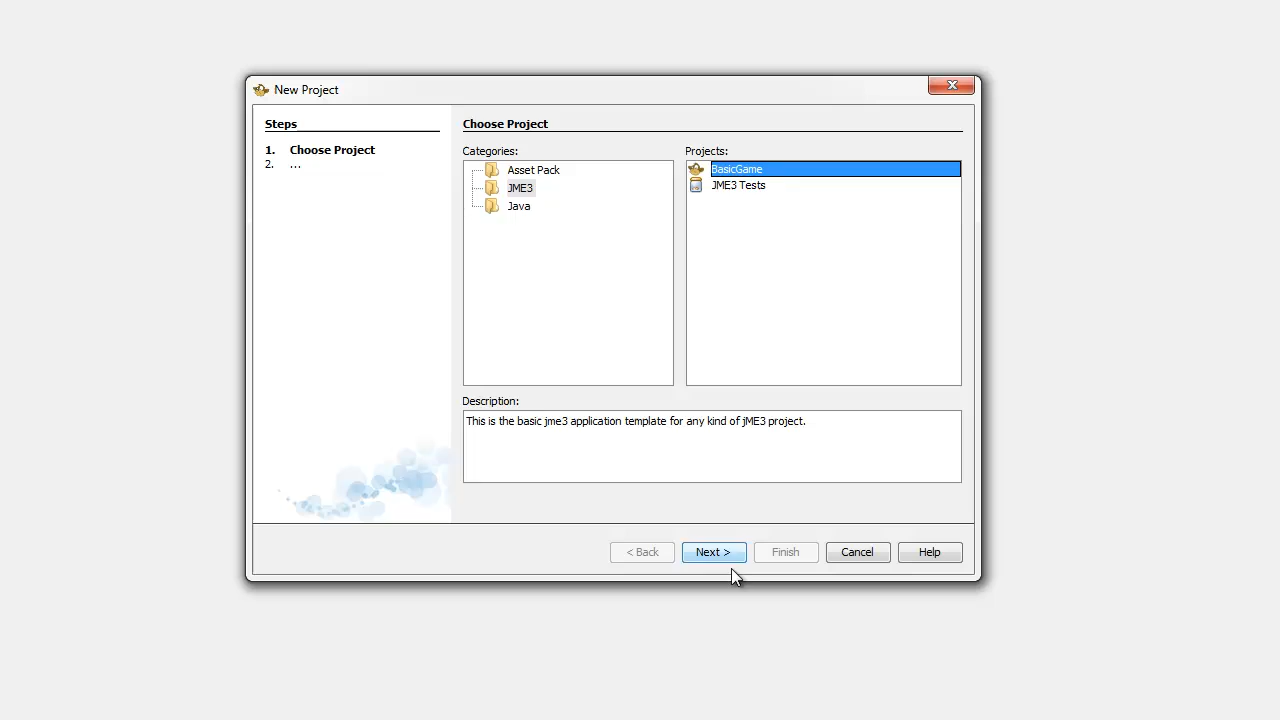 New Project
Steps
1. Choose Project
2. ...
Choose Project
Categories:
Asset Pack
JME3
Java
Projects:
BasicGame
JME3 Tests
Description:
This is the basic jme3 application template for any kind of jME3 project.
< Back
Next >
Finish
Cancel
Help